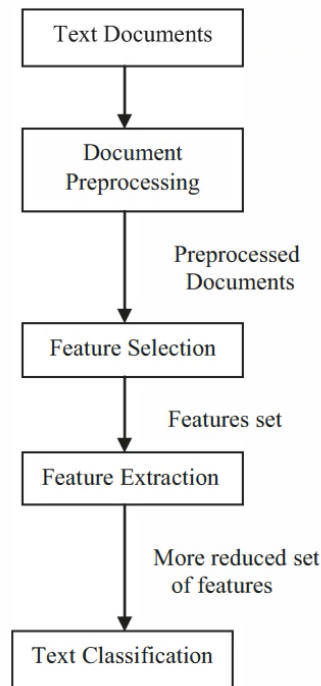 Text Documents
Document
Preprocessing
Preprocessed
Documents
Feature Selection
Features set
Feature Extraction
More reduced set
of features
Text Classification